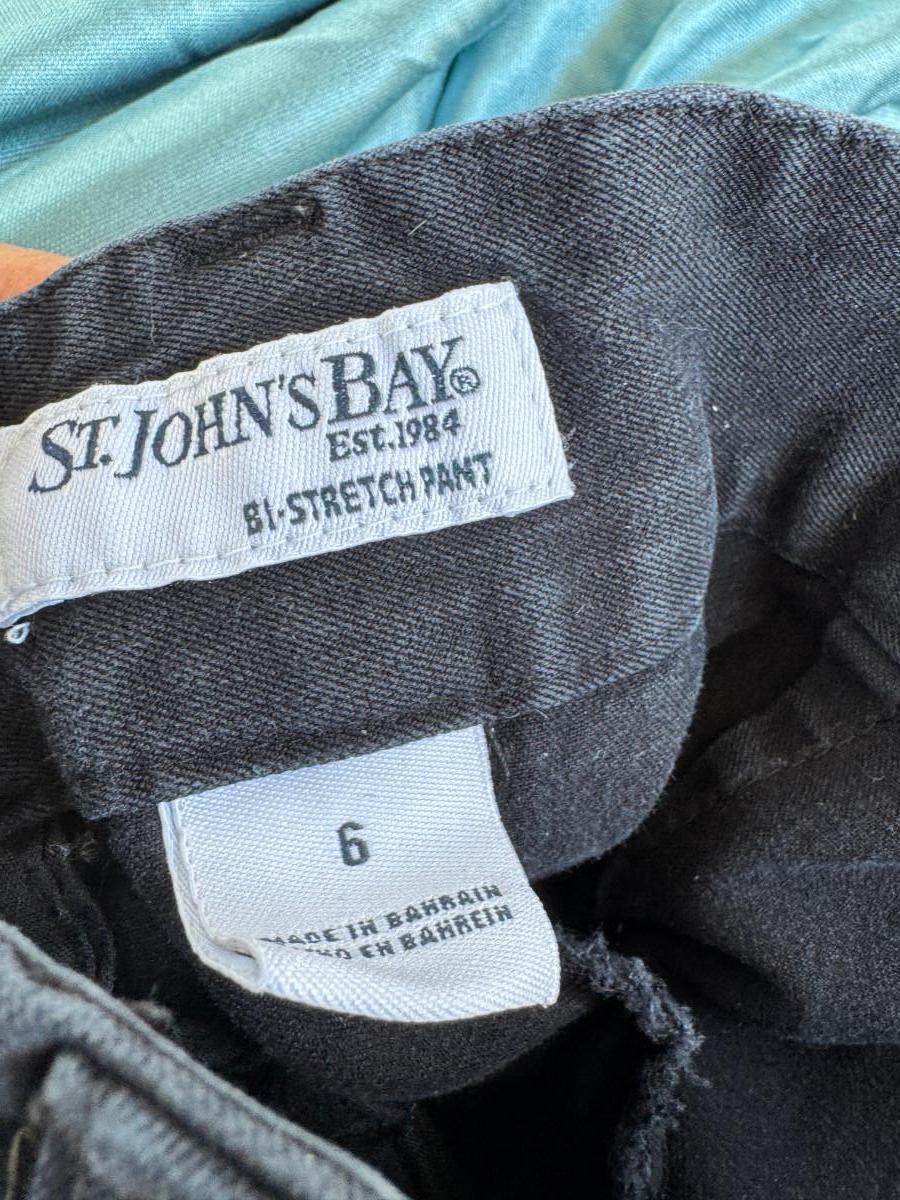 ST. JOHN'S BAY®
EST. 1984
BI-STRETCH PANT
6
MADE IN BAHRAIN
EN BAHREIN